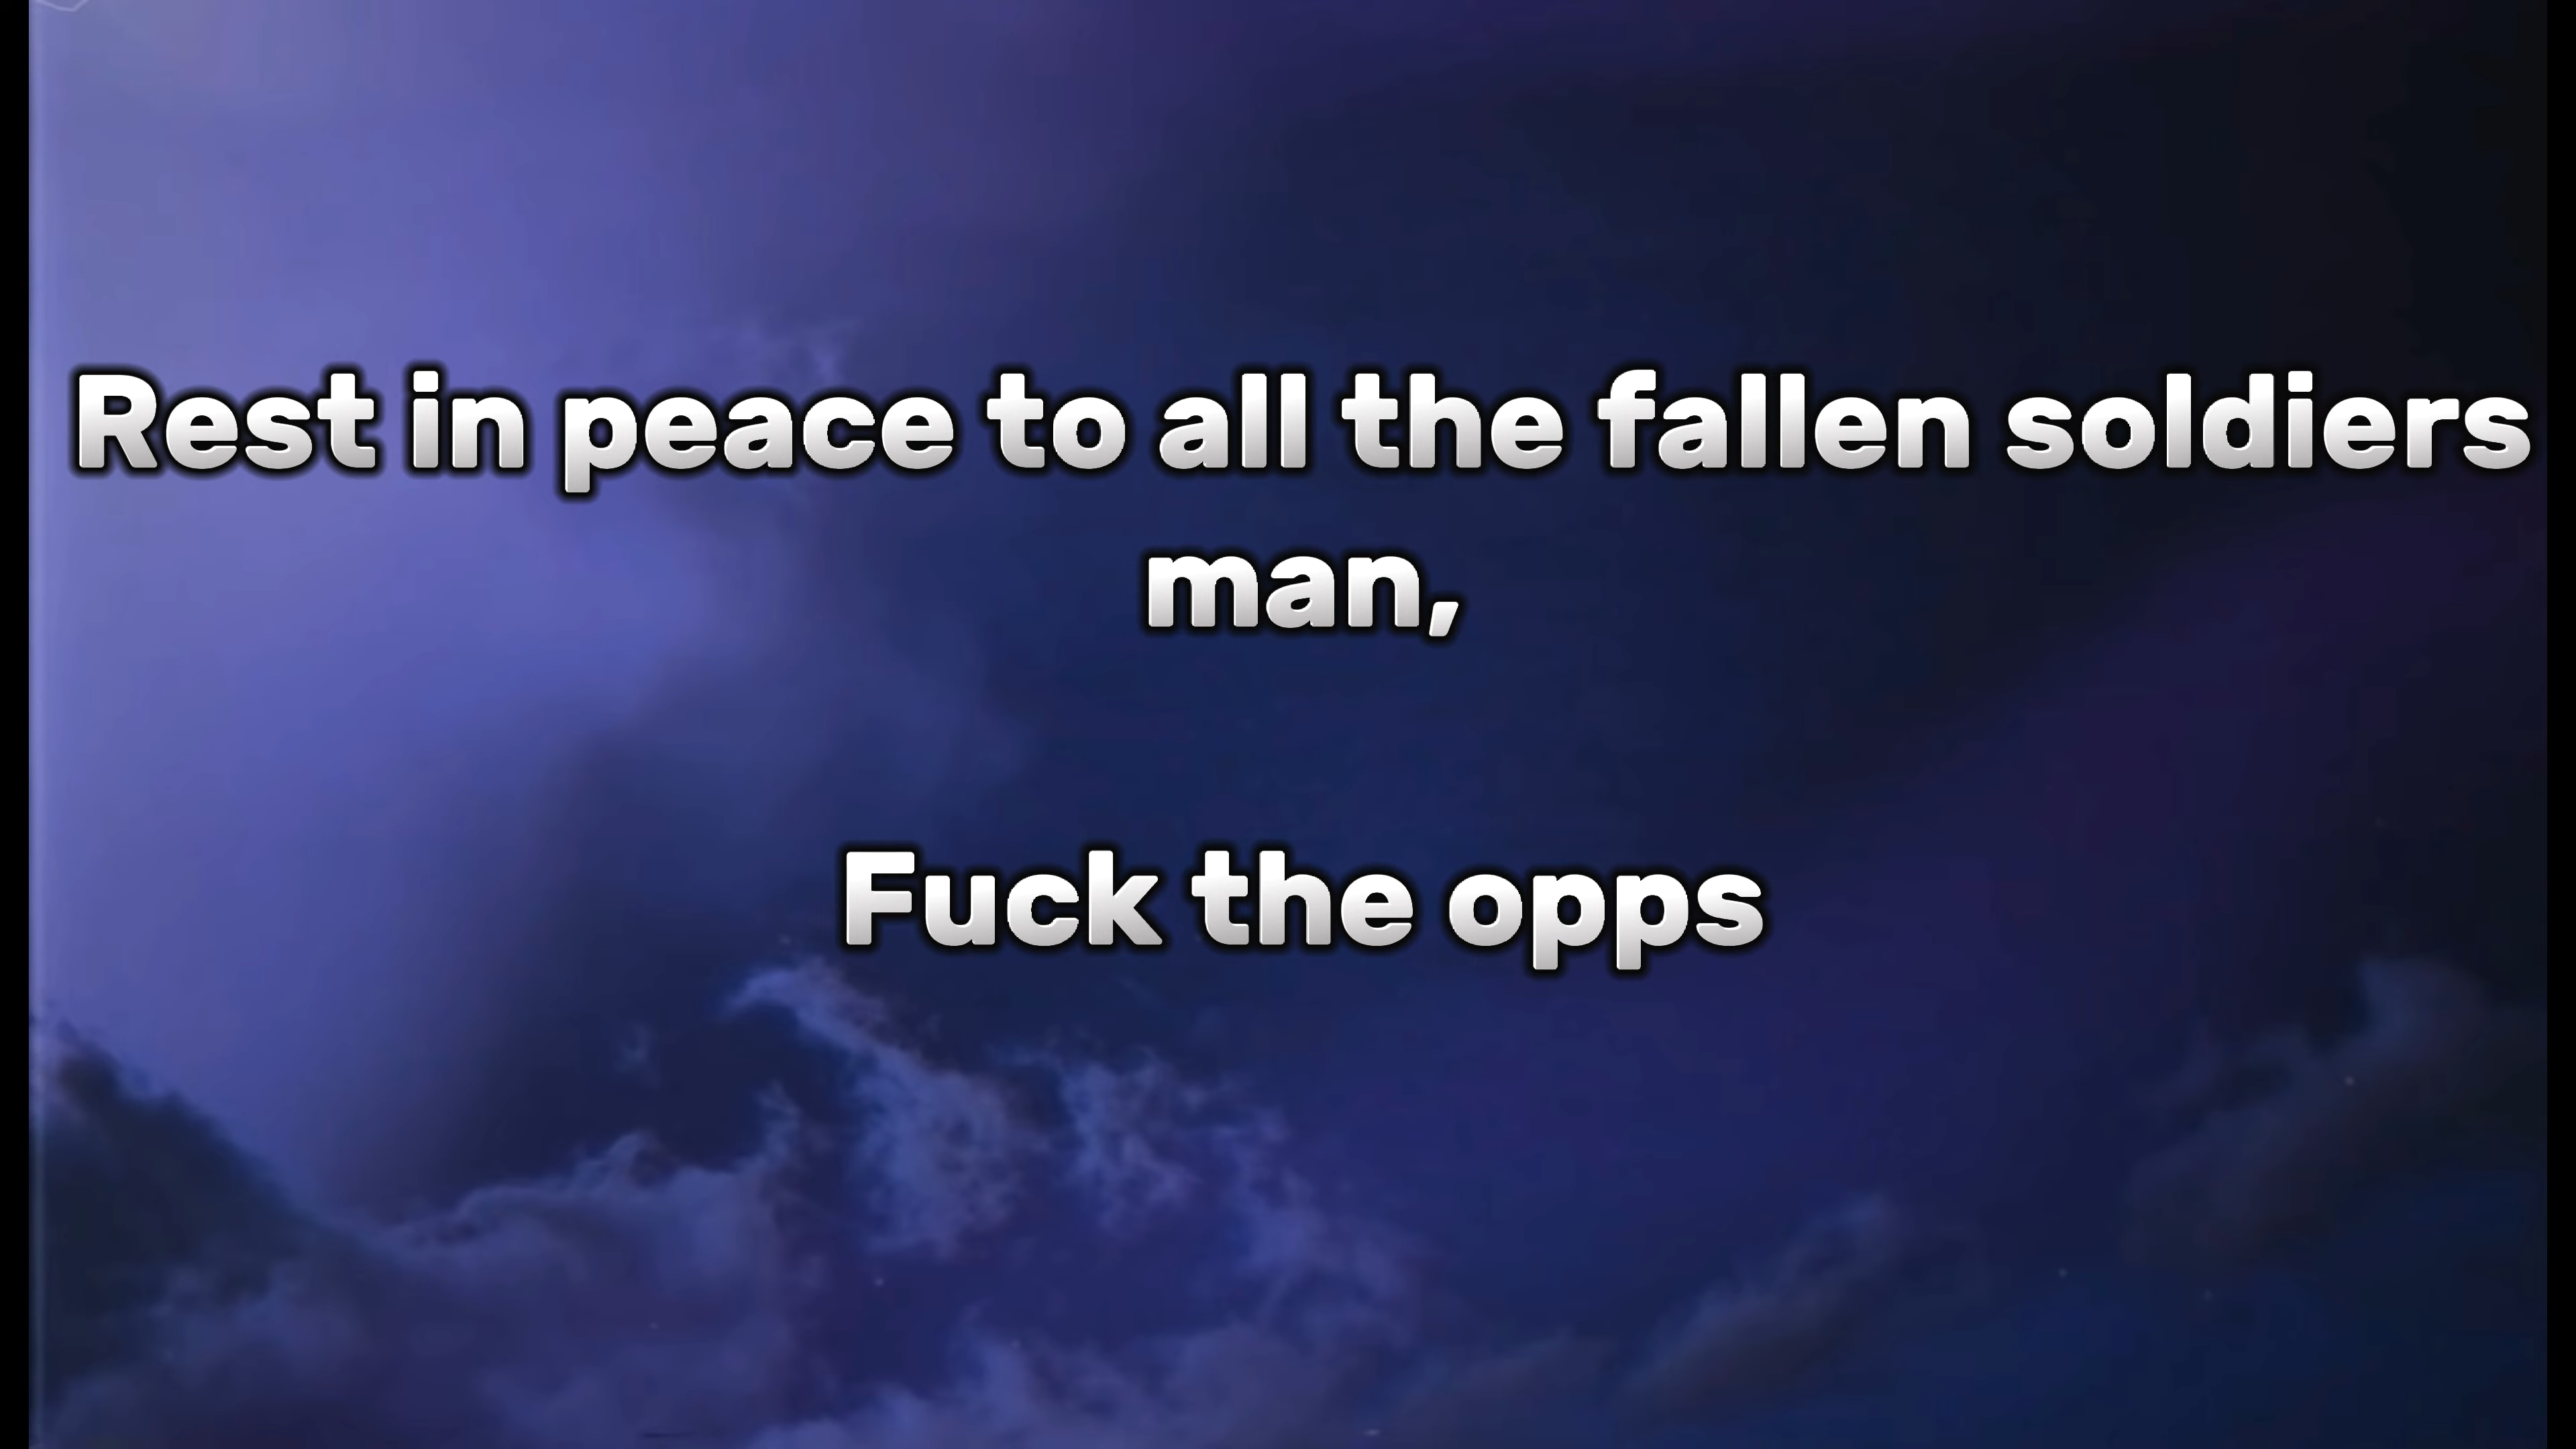 Rest in peace to all the fallen soldiers
man,
Fuck the opps